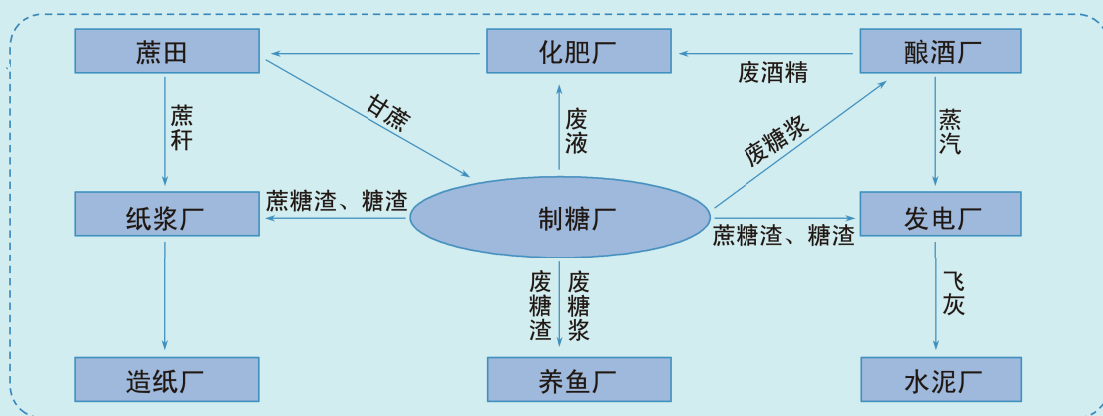 蔗田
化肥厂
酿酒厂
废酒精
甘蔗
蔗秆
废液
废糖浆
蒸汽
纸浆厂
蔗糖渣、糖渣
制糖厂
蔗糖渣、糖渣
发电厂
废糖渣
废糖浆
飞灰
造纸厂
养鱼厂
水泥厂